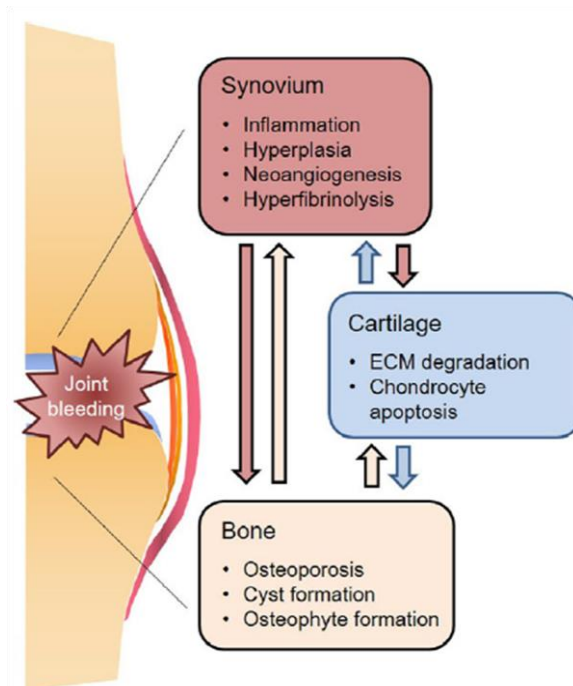 Synovium
• Inflammation
• Hyperplasia
• Neoangiogenesis
• Hyperfibrinolysis
Joint
bleeding
Cartilage
• ECM degradation
• Chondrocyte
apoptosis
Bone
• Osteoporosis
• Cyst formation
• Osteophyte formation